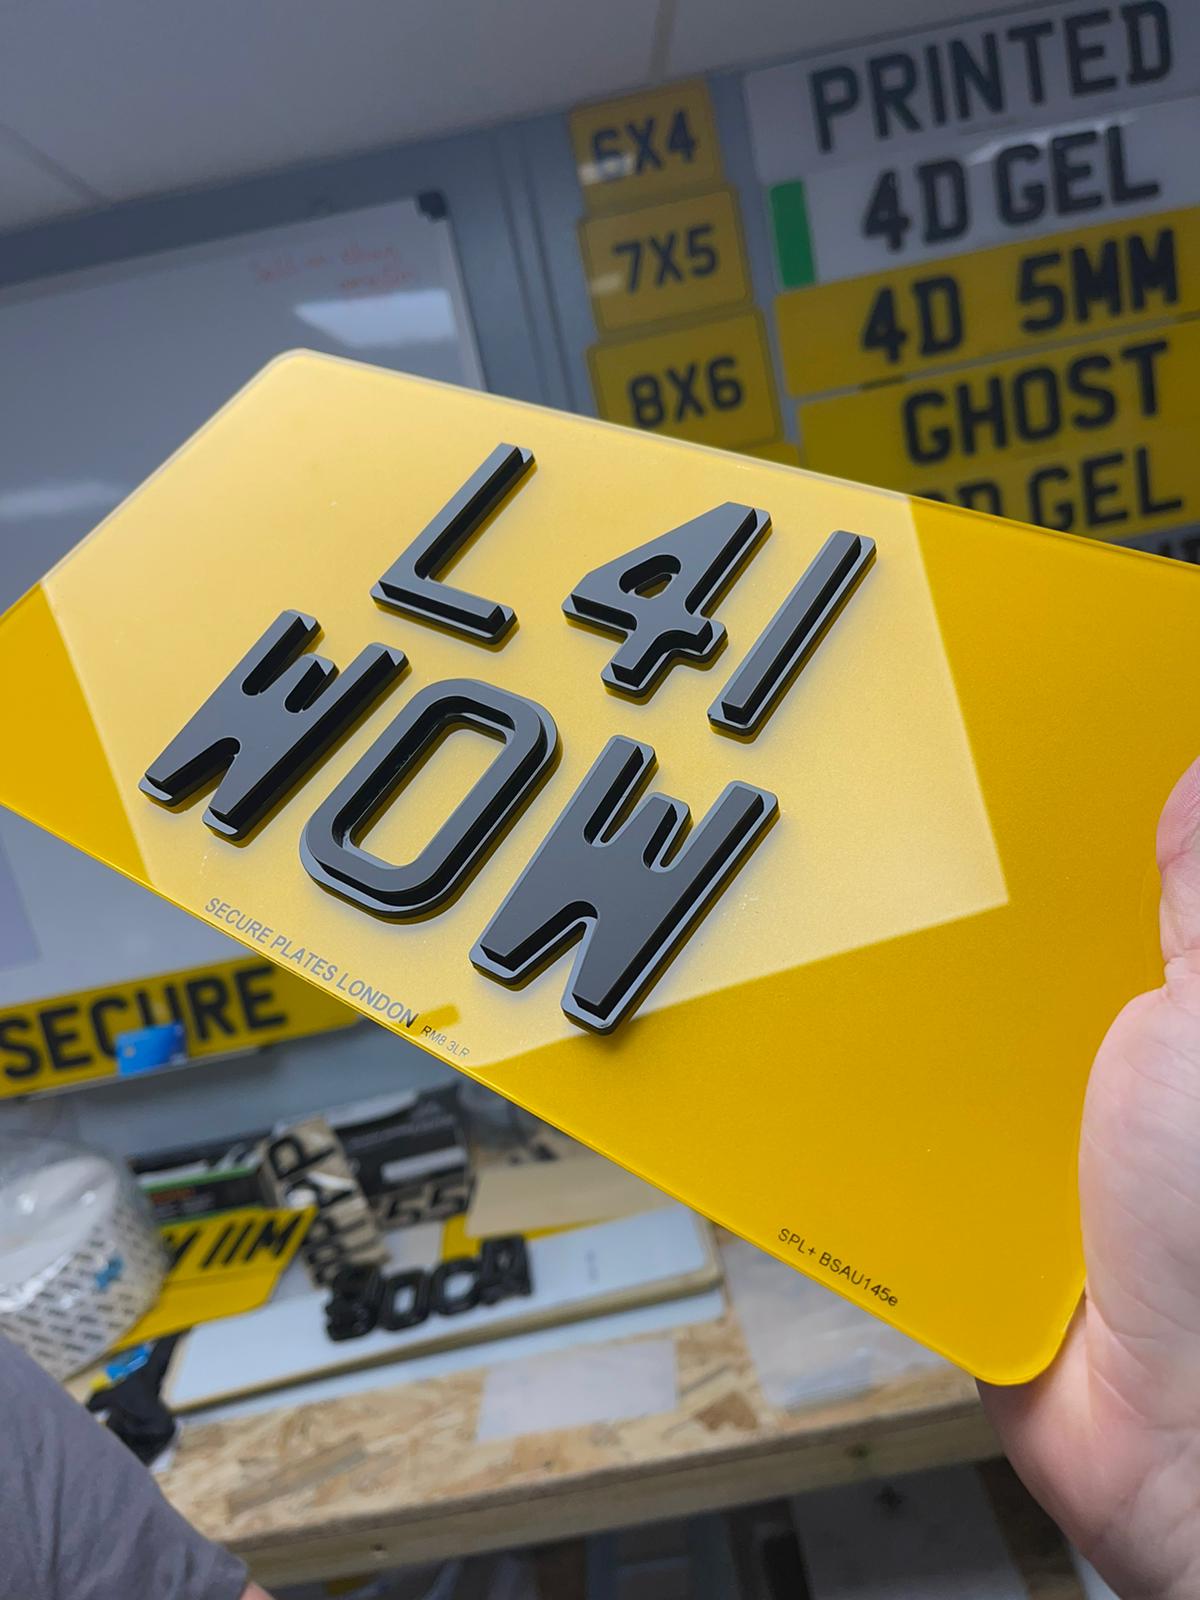 PRINTED
4D GEL
4D 5MM
GHOST
GEL
6X4
7X5
8X6
L41
WOW
SECURE PLATES LONDON RM8 3LR
SPL+ BSAU145e
SECURE